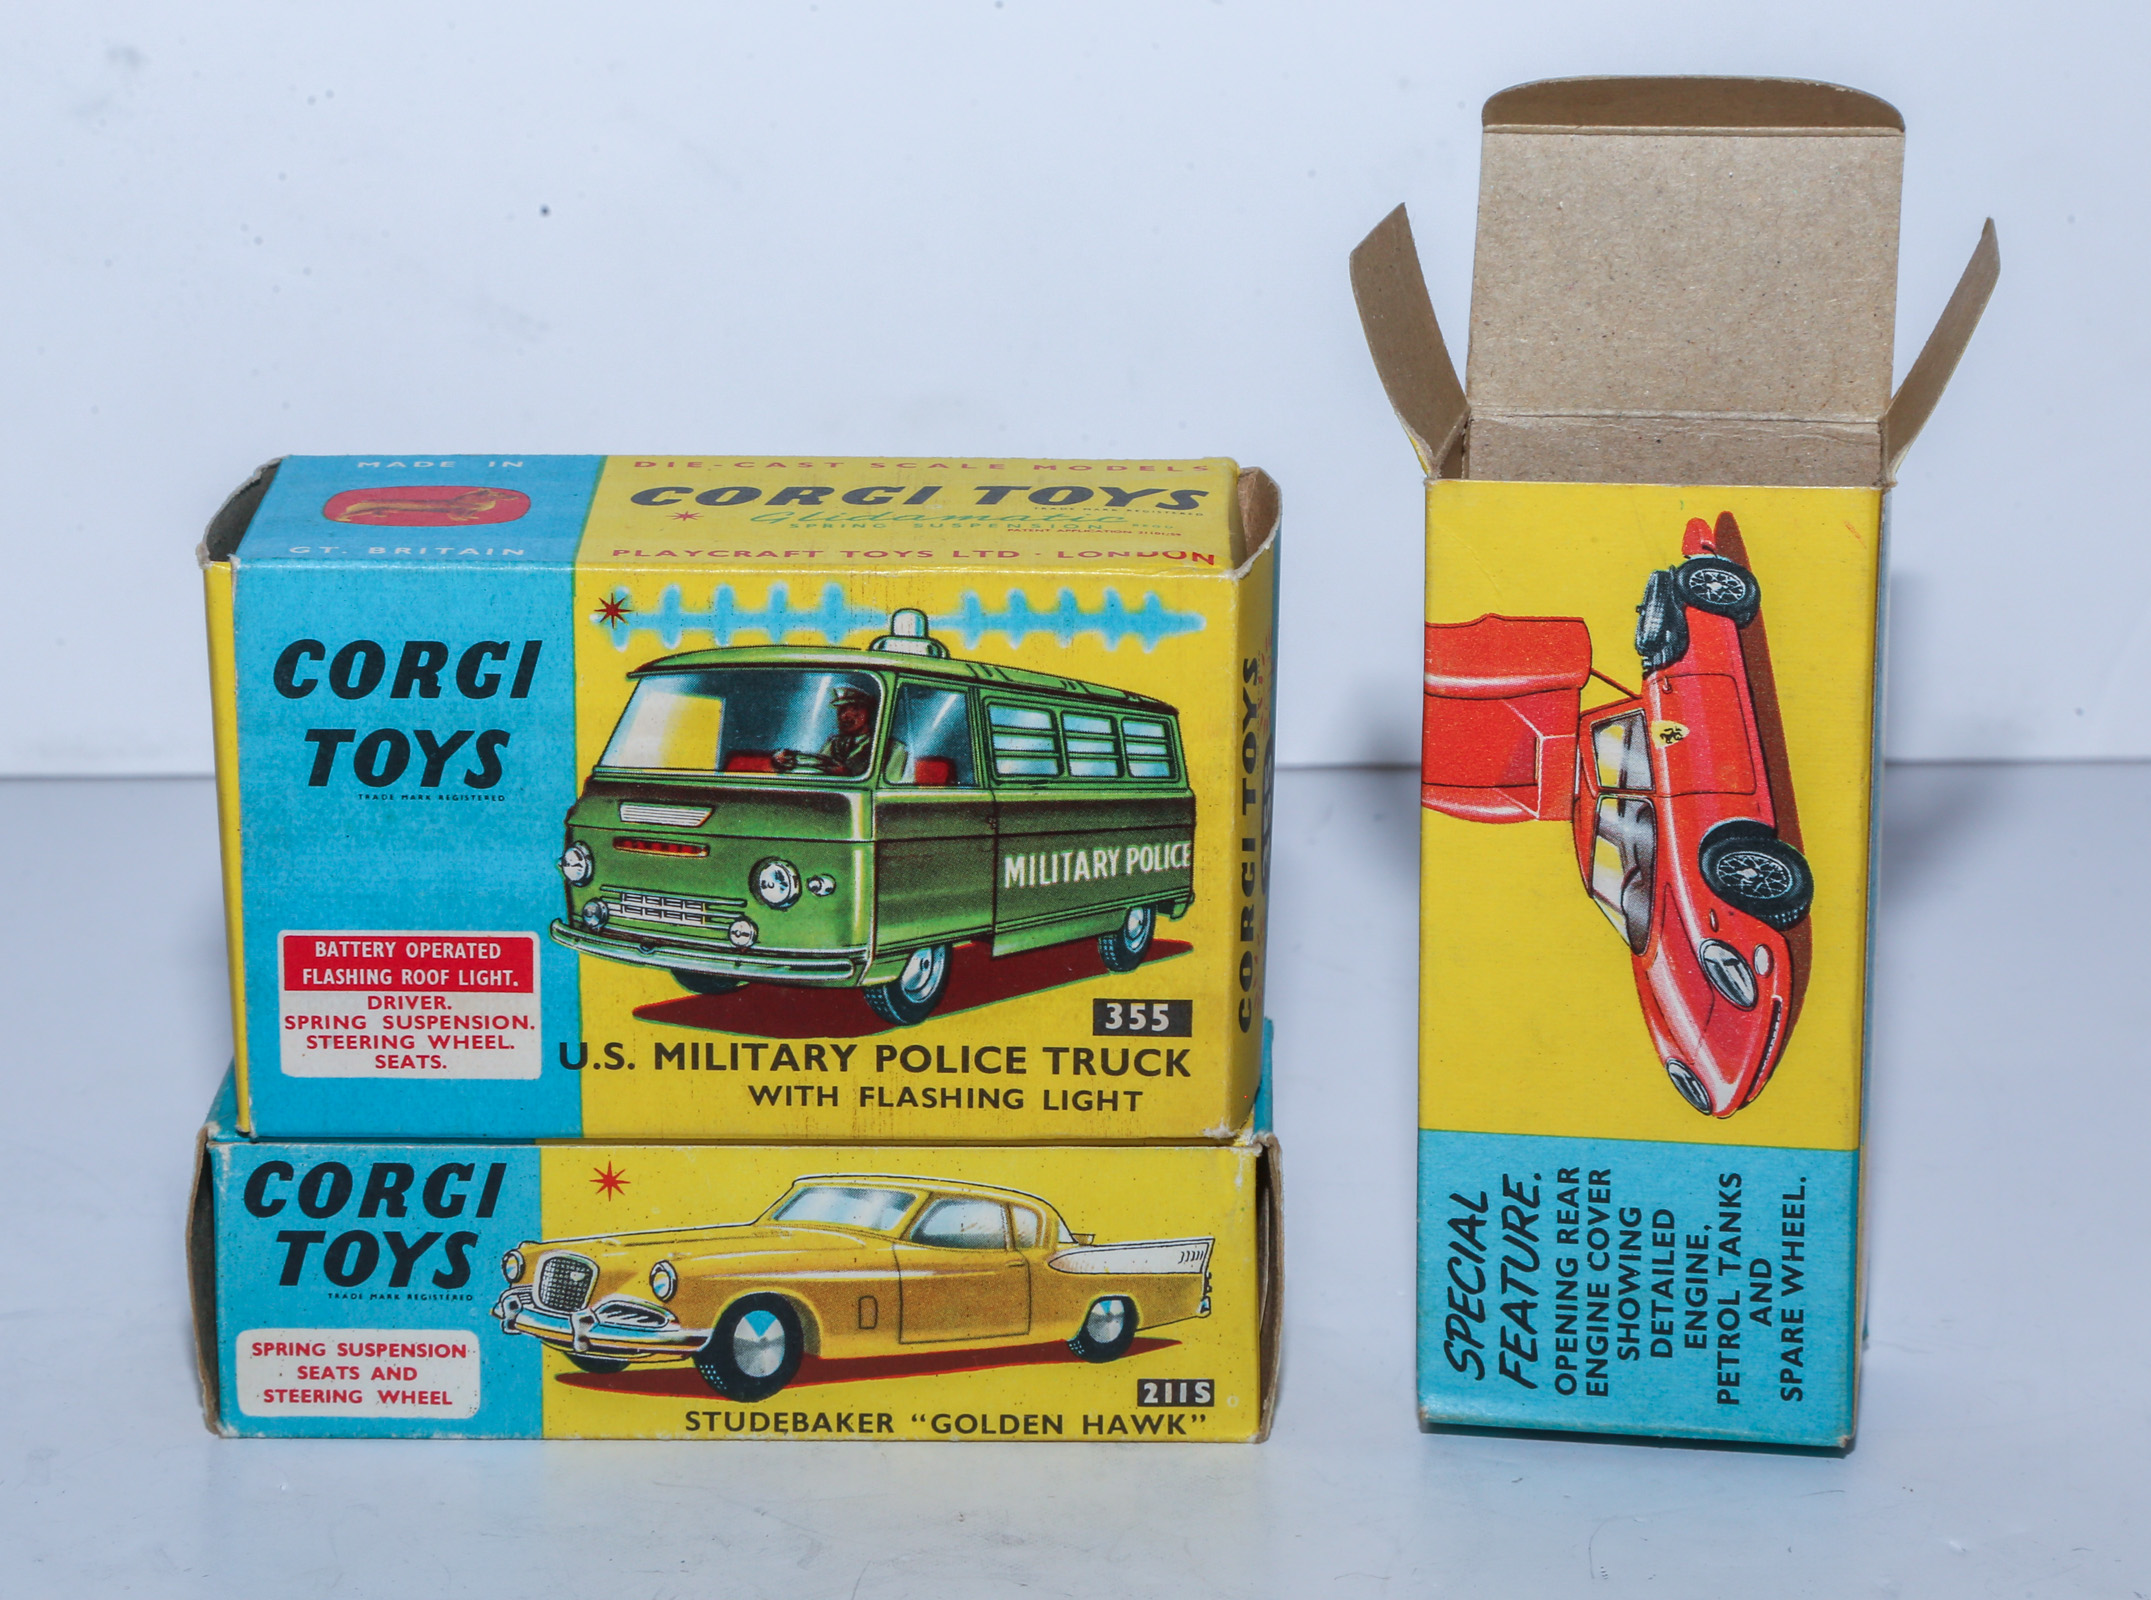 MADE IN
GT. BRITAIN
DIE-CAST SCALE MODELS
CORGI TOYS
TRADE MARK REGISTERED
Glidamatic
SPRING SUSPENSION
PLAYCRAFT TOYS LTD · LONDON
CORGI
TOYS
TRADE MARK REGISTERED
BATTERY OPERATED
FLASHING ROOF LIGHT.
DRIVER.
SPRING SUSPENSION.
STEERING WHEEL.
SEATS.
MILITARY POLICE
355
U.S. MILITARY POLICE TRUCK
WITH FLASHING LIGHT
CORGI TOYS
CORGI
TOYS
TRADE MARK REGISTERED
SPRING SUSPENSION
SEATS AND
STEERING WHEEL
211S
STUDEBAKER “GOLDEN HAWK”
SPECIAL
FEATURE.
OPENING REAR
ENGINE COVER
SHOWING
DETAILED
ENGINE,
PETROL TANKS
AND
SPARE WHEEL.